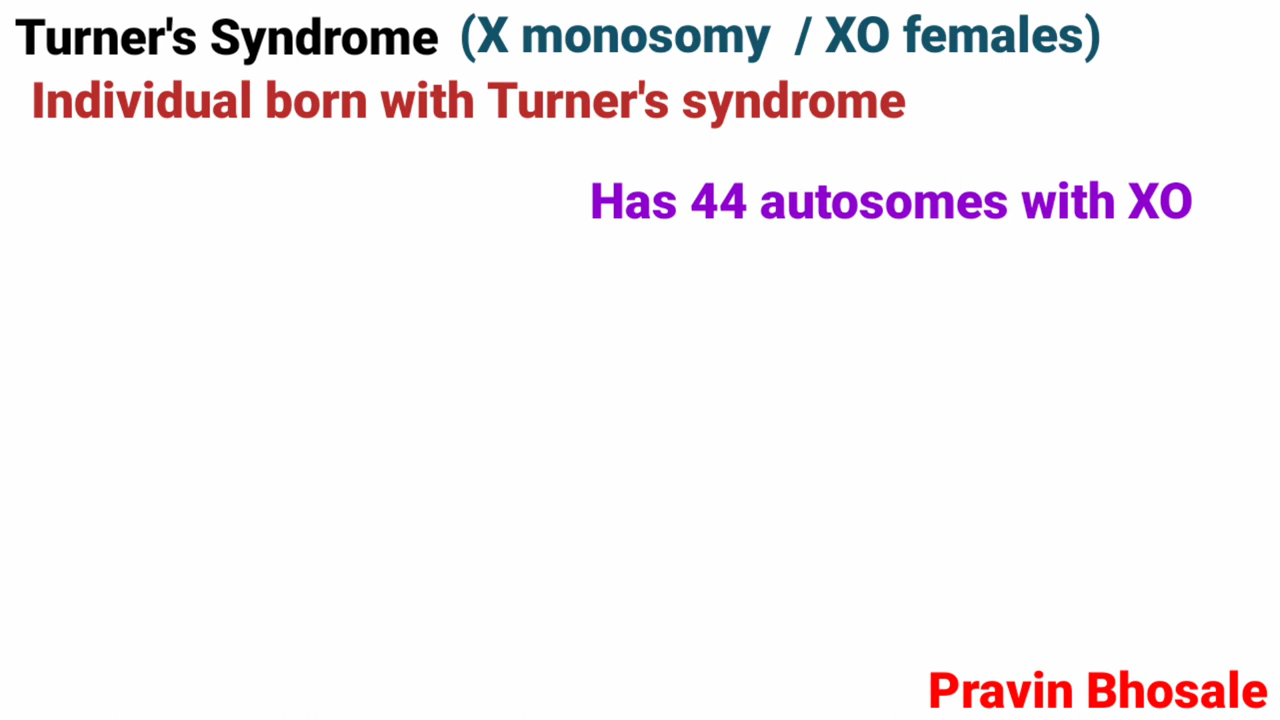 Turner's Syndrome (X monosomy / XO females)
Individual born with Turner's syndrome
Has 44 autosomes with XO
Pravin Bhosale